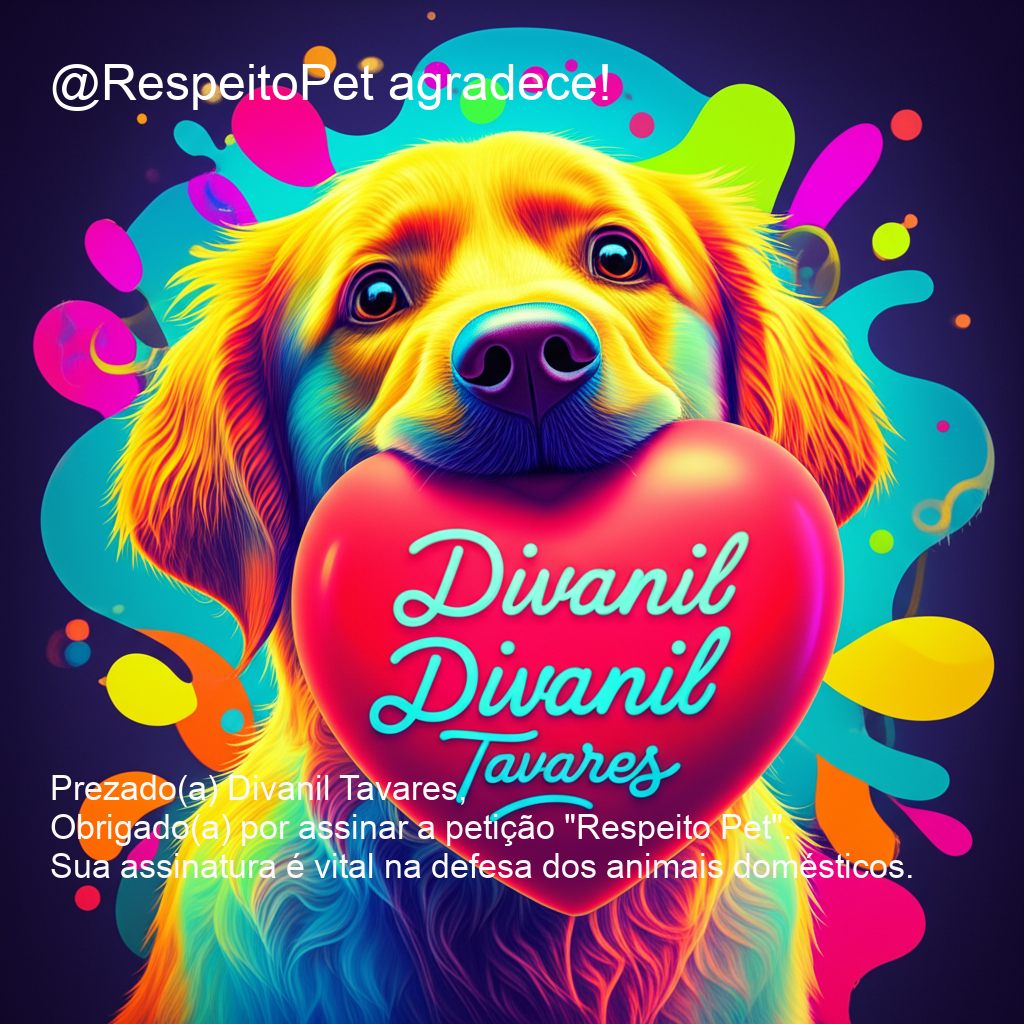 @RespeitoPet agradece!
Divanil
Divanil
Tavares
Prezado(a) Divanil Tavares,
Obrigado(a) por assinar a petição "Respeito Pet".
Sua assinatura é vital na defesa dos animais domésticos.